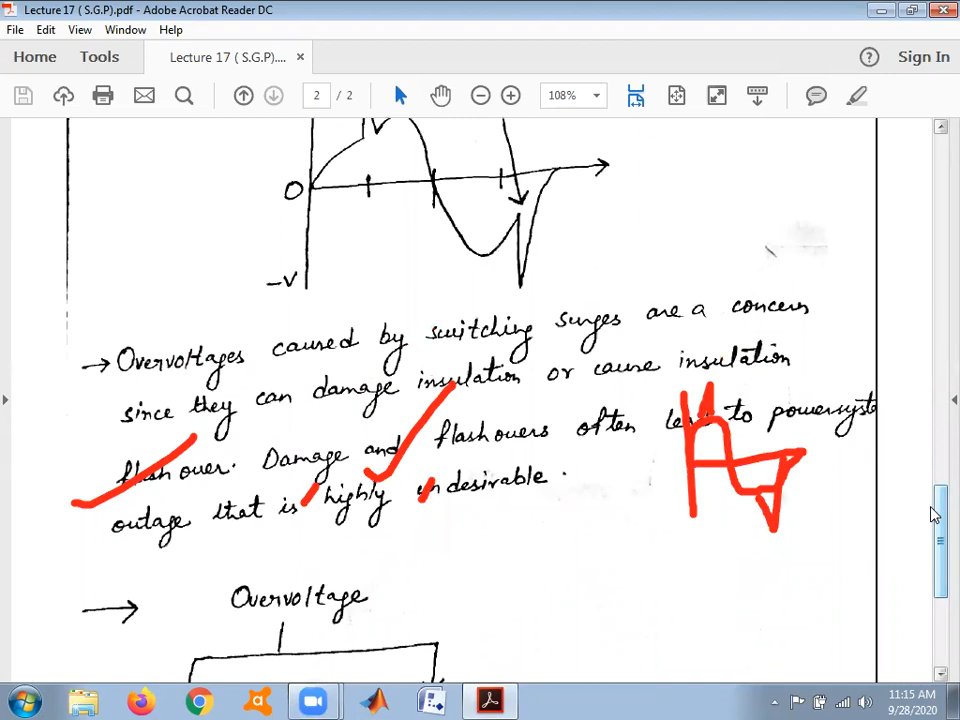 Lecture 17 ( S.G.P).pdf - Adobe Acrobat Reader DC
File Edit View Window Help
Home Tools Lecture 17 ( S.G.P).... × Sign In
2 / 2 108%
O
-V
→ Overvoltages caused by switching surges are a concern
since they can damage insulation or cause insulation
flashover. Damage and flashovers often lead to powersyste
outage that is highly undesirable.
→ Overvoltage
11:15 AM
9/28/2020